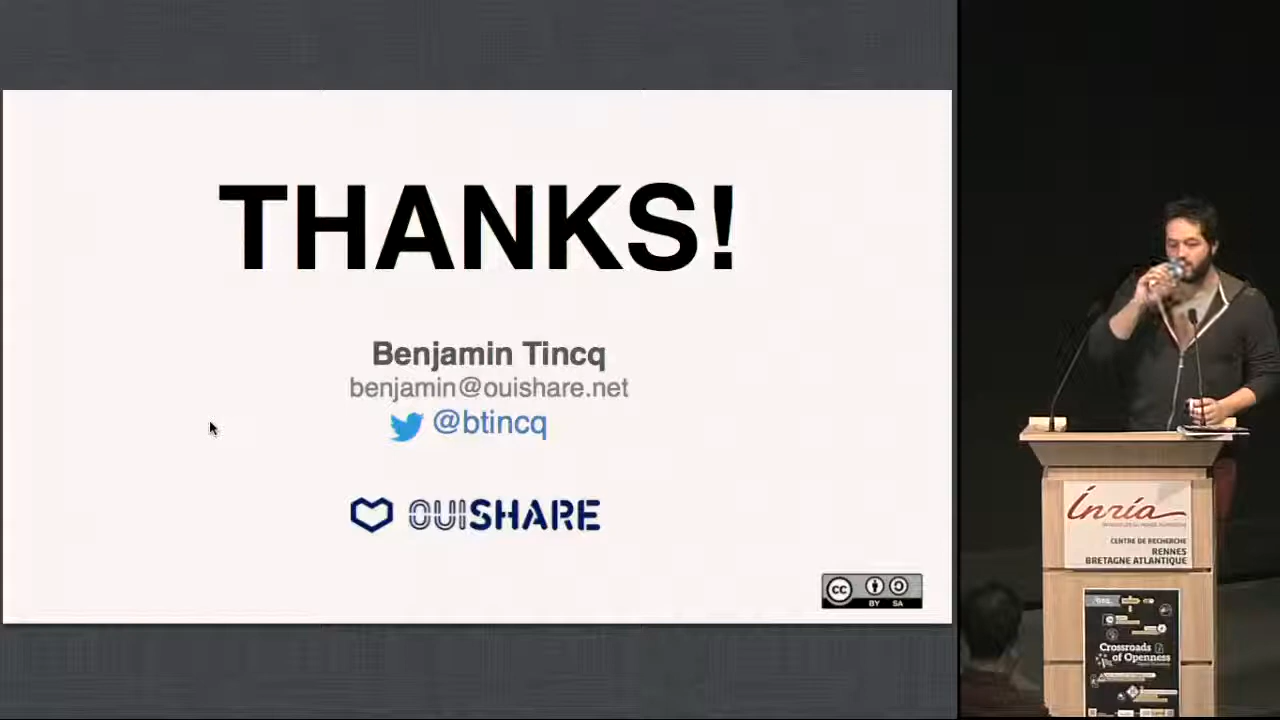 THANKS!
Benjamin Tincq
benjamin@ouishare.net
@btincq
OUISHARE
cc
BY SA
Inria
CENTRE DE RECHERCHE
RENNES
BRETAGNE ATLANTIQUE
Crossroads
of Openness